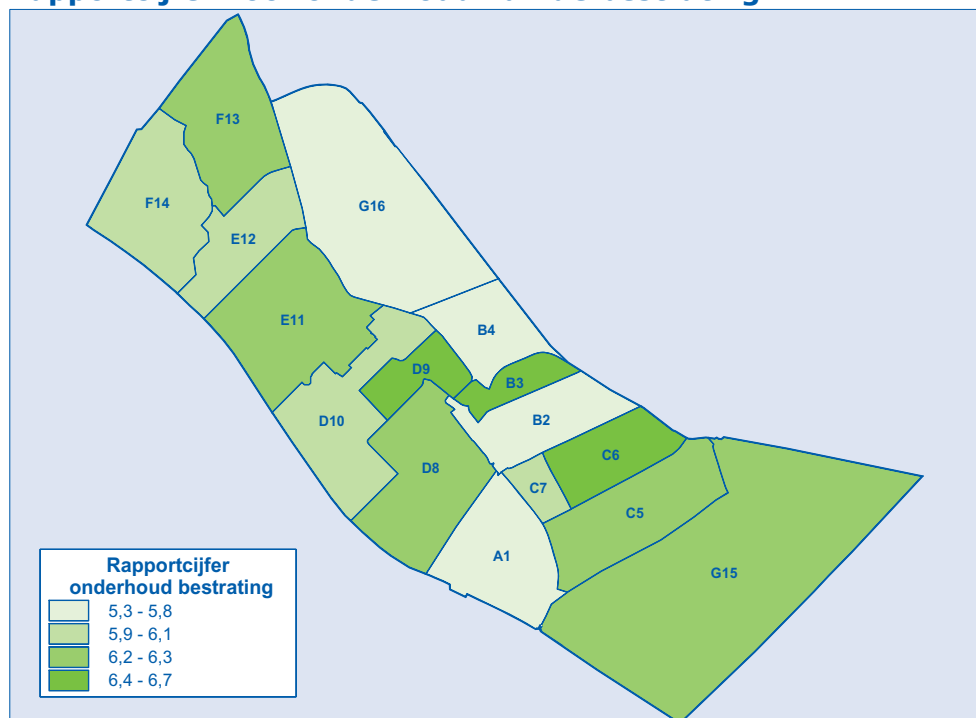 F13
F14
G16
E12
E11
B4
D9
B3
D10
B2
D8
C6
C7
C5
A1
G15
Rapportcijfer
onderhoud bestrating
5,3 - 5,8
5,9 - 6,1
6,2 - 6,3
6,4 - 6,7